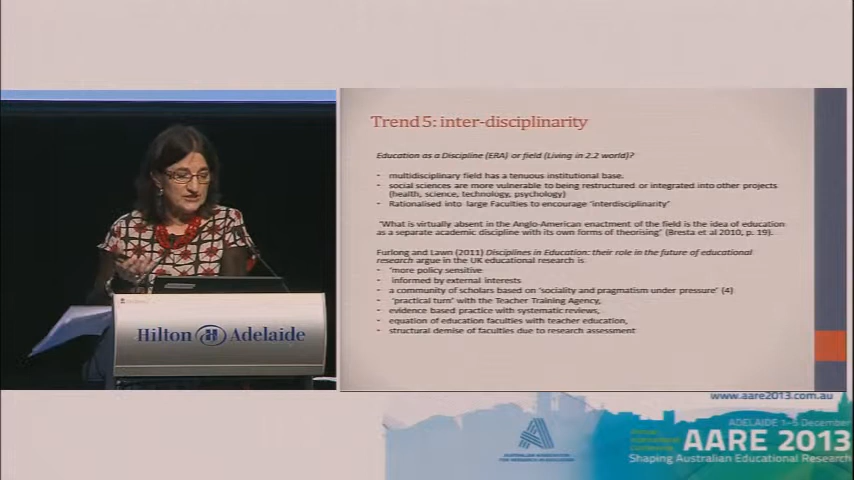 Trend 5: inter-disciplinarity
Education as a Discipline (ERA) or field (Living in 2.2 world)?
- multidisciplinary field has a tenuous institutional base.
- social sciences are more vulnerable to being restructured or integrated into other projects
(health, science, technology, psychology)
- Rationalised into large Faculties to encourage 'interdisciplinarity'
"What is virtually absent in the Anglo-American enactment of the field is the idea of education
as a separate academic discipline with its own forms of theorising" (Bresta et al 2010, p. 19).
Furlong and Lawn (2011) Disciplines in Education: their role in the future of educational
research argue in the UK educational research is
- "more policy sensitive
- informed by external interests
- a community of scholars based on "sociality and pragmatism under pressure" (4)
- "practical turn" with the Teacher Training Agency,
- evidence based practice with systematic reviews,
- equation of education faculties with teacher education,
- structural demise of faculties due to research assessment
Hilton Adelaide
www.aare2013.com.au
ADELAIDE 1-5 December
AARE 2013
Shaping Australian Educational Research